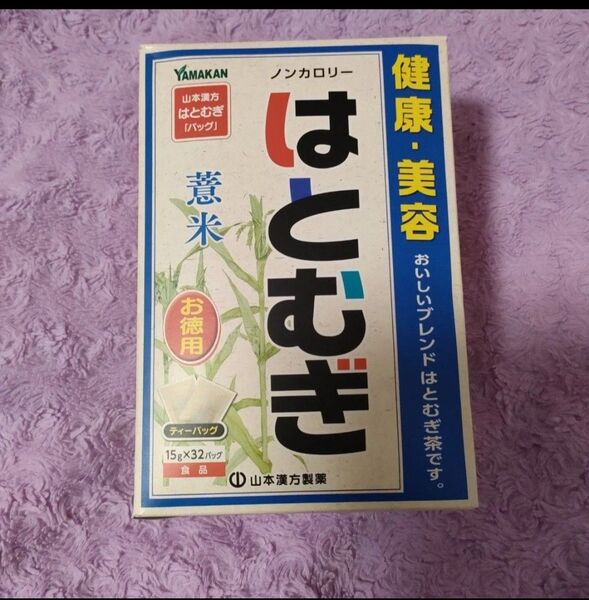 YAMAKAN
ノンカロリー
山本漢方
はとむぎ
「バッグ」
はとむぎ
薏米
お徳用
ティーバッグ
15g×32バッグ
食品
山本漢方製薬
健康・美容
おいしいブレンドはとむぎ茶です。